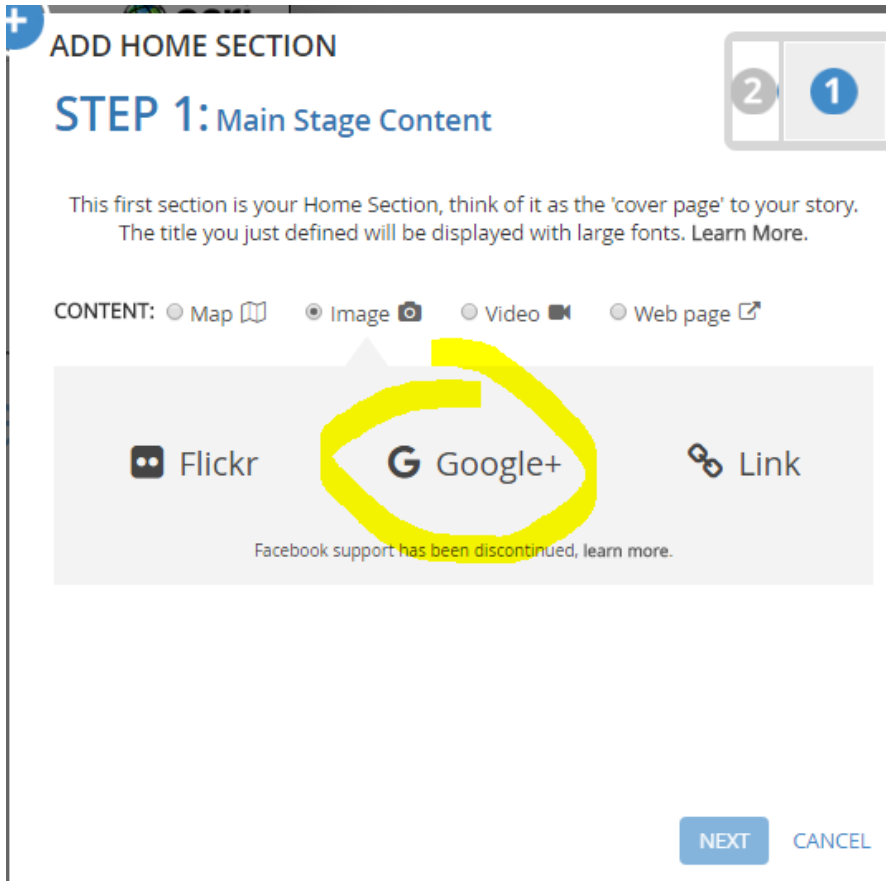 +
ADD HOME SECTION
2 1
STEP 1: Main Stage Content
This first section is your Home Section, think of it as the 'cover page' to your story.
The title you just defined will be displayed with large fonts. Learn More.
CONTENT: Map Image Video Web page
Flickr Google+ Link
Facebook support has been discontinued, learn more.
NEXT CANCEL